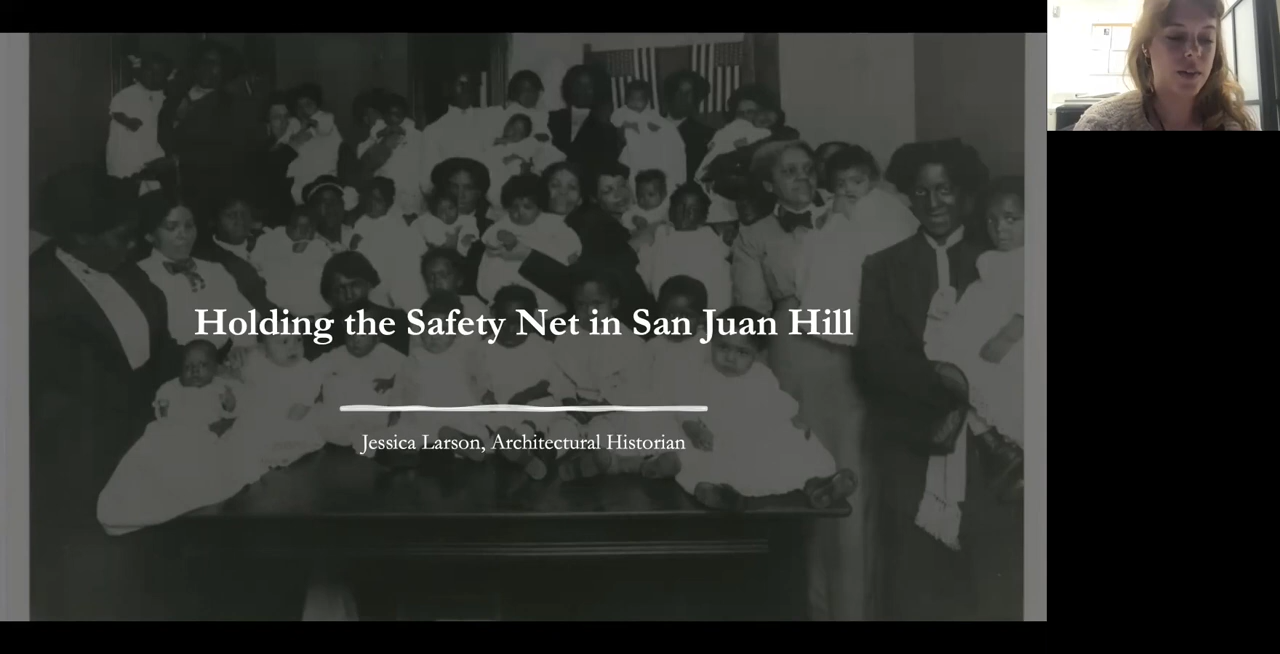 Holding the Safety Net in San Juan Hill
Jessica Larson, Architectural Historian